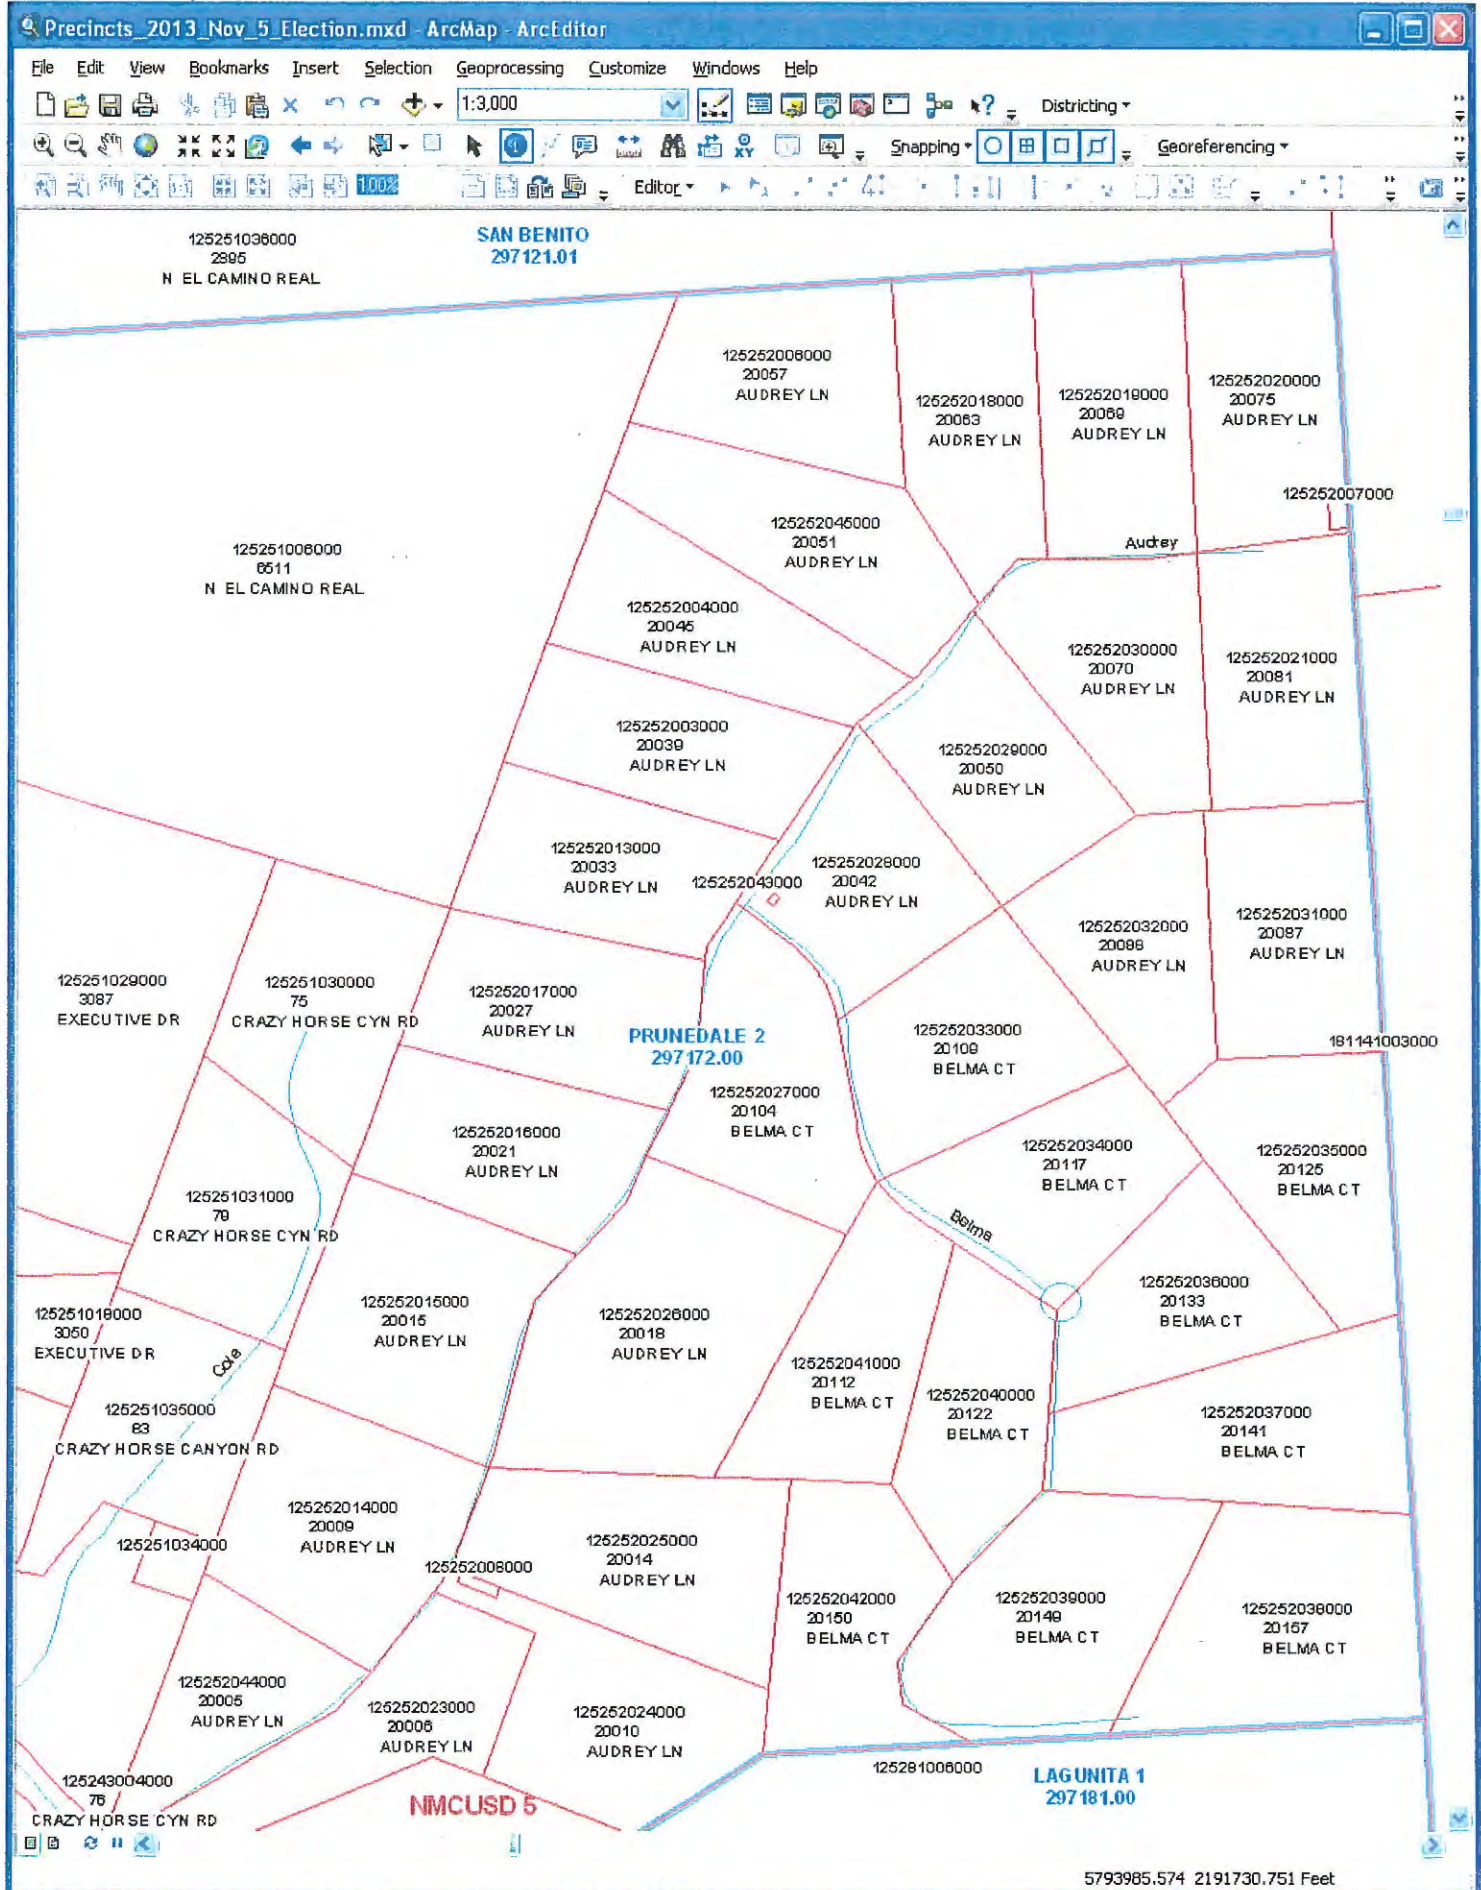 Precincts_2013_Nov_5_Election.mxd - ArcMap - ArcEditor
File Edit View Bookmarks Insert Selection Geoprocessing Customize Windows Help
1:3,000
Districting
Snapping
Georeferencing
100%
Editor
125251036000
2895
N EL CAMINO REAL
SAN BENITO
297121.01
125252006000
20057
AUDREY LN
125252018000
20063
AUDREY LN
125252019000
20069
AUDREY LN
125252020000
20075
AUDREY LN
125252007000
125252045000
20051
AUDREY LN
Audrey
125251006000
6511
N EL CAMINO REAL
125252004000
20045
AUDREY LN
125252030000
20070
AUDREY LN
125252021000
20081
AUDREY LN
125252003000
20039
AUDREY LN
125252029000
20050
AUDREY LN
125252013000
20033
AUDREY LN
125252043000
125252028000
20042
AUDREY LN
125252032000
20088
AUDREY LN
125252031000
20087
AUDREY LN
125251029000
3087
EXECUTIVE DR
125251030000
75
CRAZY HORSE CYN RD
125252017000
20027
AUDREY LN
PRUNEDALE 2
297172.00
125252033000
20109
BELMA CT
181141003000
125252027000
20104
BELMA CT
125252016000
20021
AUDREY LN
125252034000
20117
BELMA CT
125252035000
20125
BELMA CT
125251031000
79
CRAZY HORSE CYN RD
Belma
125252036000
20133
BELMA CT
125251018000
3050
EXECUTIVE DR
125252015000
20015
AUDREY LN
125252026000
20018
AUDREY LN
Cole
125252041000
20112
BELMA CT
125252040000
20122
BELMA CT
125252037000
20141
BELMA CT
125251035000
83
CRAZY HORSE CANYON RD
125252014000
20009
AUDREY LN
125251034000
125252008000
125252025000
20014
AUDREY LN
125252042000
20150
BELMA CT
125252039000
20149
BELMA CT
125252038000
20157
BELMA CT
125252044000
20005
AUDREY LN
125252023000
20006
AUDREY LN
125252024000
20010
AUDREY LN
125243004000
76
CRAZY HORSE CYN RD
NMCUSD 5
125281006000
LAGUNITA 1
297181.00
5793985.574 2191730.751 Feet